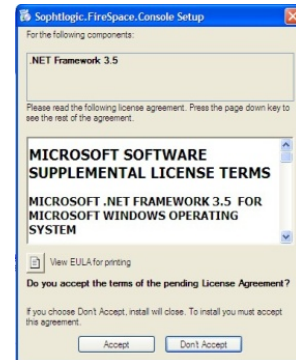 Sophtlogic.FireSpace.Console Setup
For the following components:
.NET Framework 3.5
Please read the following license agreement. Press the page down key to
see the rest of the agreement.
MICROSOFT SOFTWARE
SUPPLEMENTAL LICENSE TERMS
MICROSOFT .NET FRAMEWORK 3.5 FOR
MICROSOFT WINDOWS OPERATING
SYSTEM
View EULA for printing
Do you accept the terms of the pending License Agreement?
If you choose Don't Accept, install will close. To install you must accept
this agreement.
Accept
Don't Accept